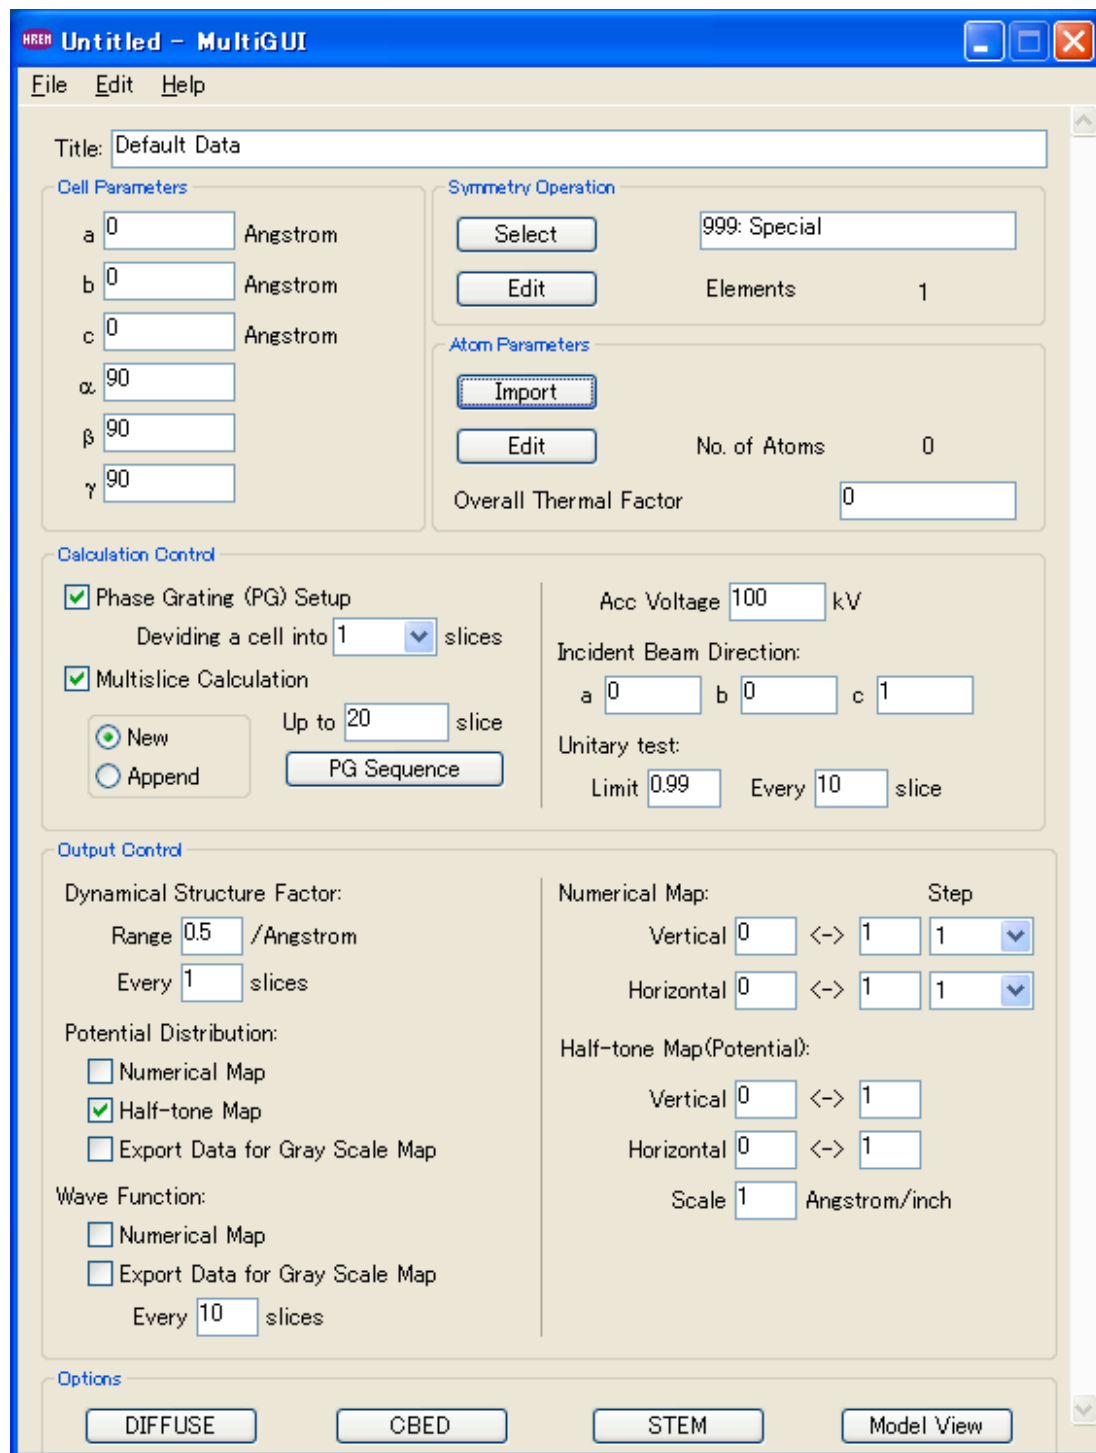 HREM Untitled - MultiGUI
File Edit Help
Title: Default Data
Cell Parameters
a 0 Angstrom
b 0 Angstrom
c 0 Angstrom
α 90
β 90
γ 90
Symmetry Operation
Select 999: Special
Edit Elements 1
Atom Parameters
Import
Edit No. of Atoms 0
Overall Thermal Factor 0
Calculation Control
Phase Grating (PG) Setup
Deviding a cell into 1 slices
Multislice Calculation
New
Append
Up to 20 slice
PG Sequence
Acc Voltage 100 kV
Incident Beam Direction:
a 0 b 0 c 1
Unitary test:
Limit 0.99 Every 10 slice
Output Control
Dynamical Structure Factor:
Range 0.5 /Angstrom
Every 1 slices
Potential Distribution:
Numerical Map
Half-tone Map
Export Data for Gray Scale Map
Wave Function:
Numerical Map
Export Data for Gray Scale Map
Every 10 slices
Numerical Map: Step
Vertical 0 <-> 1 1
Horizontal 0 <-> 1 1
Half-tone Map(Potential):
Vertical 0 <-> 1
Horizontal 0 <-> 1
Scale 1 Angstrom/inch
Options
DIFFUSE CBED STEM Model View